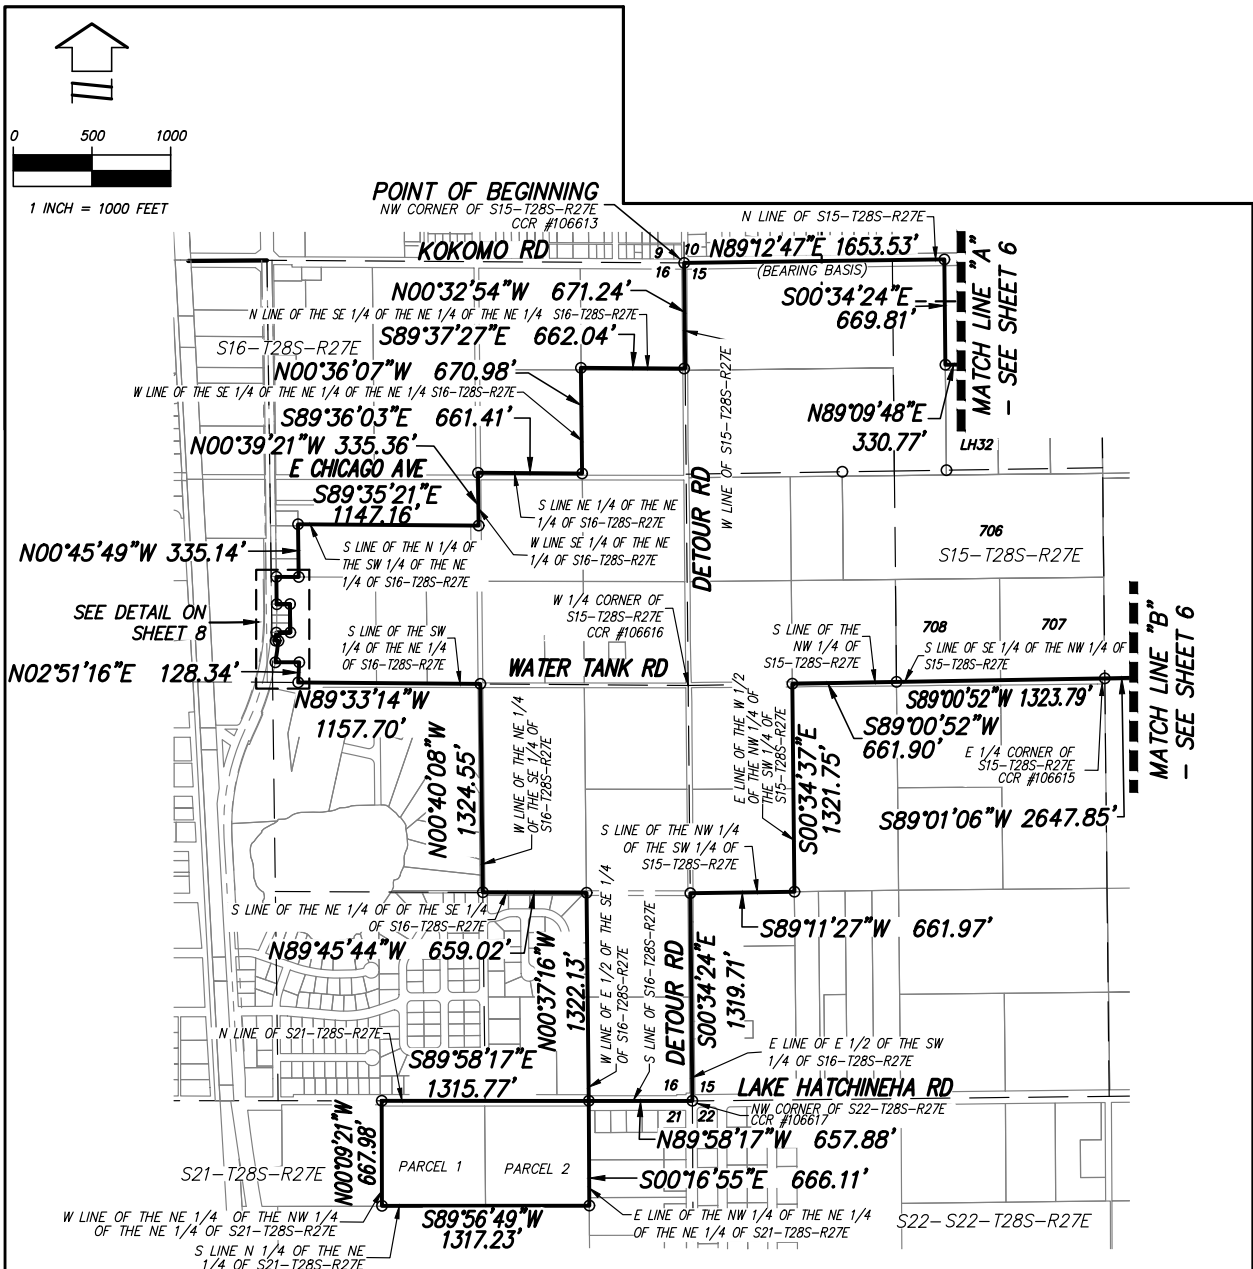 0 500 1000
1 INCH = 1000 FEET
POINT OF BEGINNING
NW CORNER OF S15-T28S-R27E
CCR #106613
KOKOMO RD
9 10
16 15
N LINE OF S15-T28S-R27E
N89°12'47"E 1653.53'
(BEARING BASIS)
S00°34'24"E
669.81'
MATCH LINE "A"
- SEE SHEET 6
N00°32'54"W 671.24'
N LINE OF THE SE 1/4 OF THE NE 1/4 OF THE NE 1/4 S16-T28S-R27E
S89°37'27"E 662.04'
S16-T28S-R27E
N00°36'07"W 670.98'
W LINE OF THE SE 1/4 OF THE NE 1/4 OF THE NE 1/4 S16-T28S-R27E
S89°36'03"E 661.41'
N00°39'21"W 335.36'
E CHICAGO AVE
S89°35'21"E
1147.16'
N89°09'48"E
330.77'
LH32
W LINE OF S15-T28S-R27E
DETOUR RD
S LINE NE 1/4 OF THE NE
1/4 OF S16-T28S-R27E
W LINE SE 1/4 OF THE NE
1/4 OF S16-T28S-R27E
N00°45'49"W 335.14'
S LINE OF THE N 1/4 OF
THE SW 1/4 OF THE NE
1/4 OF S16-T28S-R27E
706
S15-T28S-R27E
SEE DETAIL ON
SHEET 8
W 1/4 CORNER OF
S15-T28S-R27E
CCR #106616
S LINE OF THE SW
1/4 OF THE NE 1/4
OF S16-T28S-R27E
WATER TANK RD
S LINE OF THE
NW 1/4 OF
S15-T28S-R27E
708
707
S LINE OF SE 1/4 OF THE NW 1/4 OF
S15-T28S-R27E
MATCH LINE "B"
- SEE SHEET 6
N02°51'16"E 128.34'
N89°33'14"W
1157.70'
S89°00'52"W 1323.79'
S89°00'52"W
661.90'
E 1/4 CORNER OF
S15-T28S-R27E
CCR #106615
S89°01'06"W 2647.85'
N00°40'08"W
1324.55'
W LINE OF THE NE 1/4
OF THE SE 1/4 OF
S16-T28S-R27E
E LINE OF THE W 1/2
OF THE NW 1/4 OF
THE SW 1/4 OF
S15-T28S-R27E
S00°34'37"E
1321.75'
S LINE OF THE NW 1/4
OF THE SW 1/4 OF
S15-T28S-R27E
S LINE OF THE NE 1/4 OF OF THE SE 1/4
OF S16-T28S-R27E
N89°45'44"W 659.02'
S89°11'27"W 661.97'
N00°37'16"W
1322.13'
W LINE OF E 1/2 OF THE SE 1/4
OF S16-T28S-R27E
S LINE OF S16-T28S-R27E
DETOUR RD
S00°34'24"E
1319.71'
N LINE OF S21-T28S-R27E
S89°58'17"E
1315.77'
E LINE OF E 1/2 OF THE SW
1/4 OF S16-T28S-R27E
16 15
21 22
LAKE HATCHINEHA RD
NW CORNER OF S22-T28S-R27E
CCR #106617
N89°58'17"W 657.88'
N00°09'21"W
667.98'
PARCEL 1
PARCEL 2
S21-T28S-R27E
S00°16'55"E 666.11'
W LINE OF THE NE 1/4 OF THE NW 1/4
OF THE NE 1/4 OF S21-T28S-R27E
S89°56'49"W
1317.23'
E LINE OF THE NW 1/4 OF THE NE 1/4
OF THE NE 1/4 OF S21-T28S-R27E
S22-S22-T28S-R27E
S LINE N 1/4 OF THE NE
1/4 OF S21-T28S-R27E